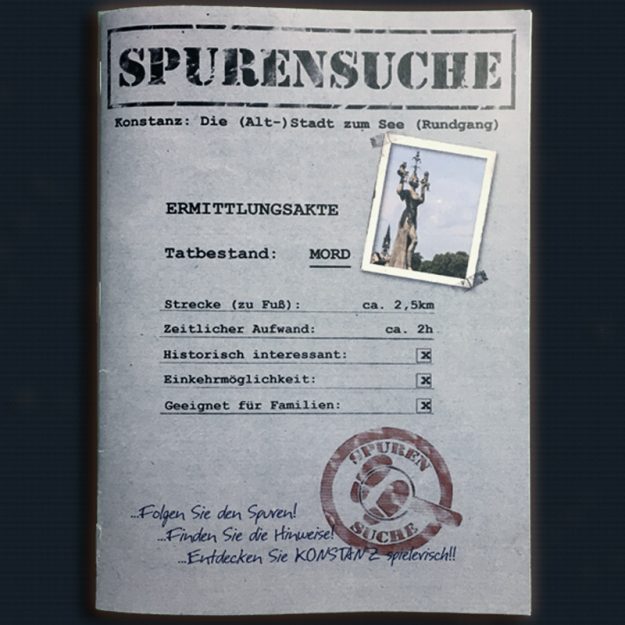 SPURENSUCHE
Konstanz: Die (Alt-)Stadt zum See (Rundgang)
ERMITTLUNGSAKTE
Tatbestand: MORD
Strecke (zu Fuß): ca. 2,5km
Zeitlicher Aufwand: ca. 2h
Historisch interessant: x
Einkehrmöglichkeit: x
Geeignet für Familien: x
SPUREN
SUCHE
...Folgen Sie den Spuren!
...Finden Sie die Hinweise!
...Entdecken Sie KONSTANZ spielerisch!!